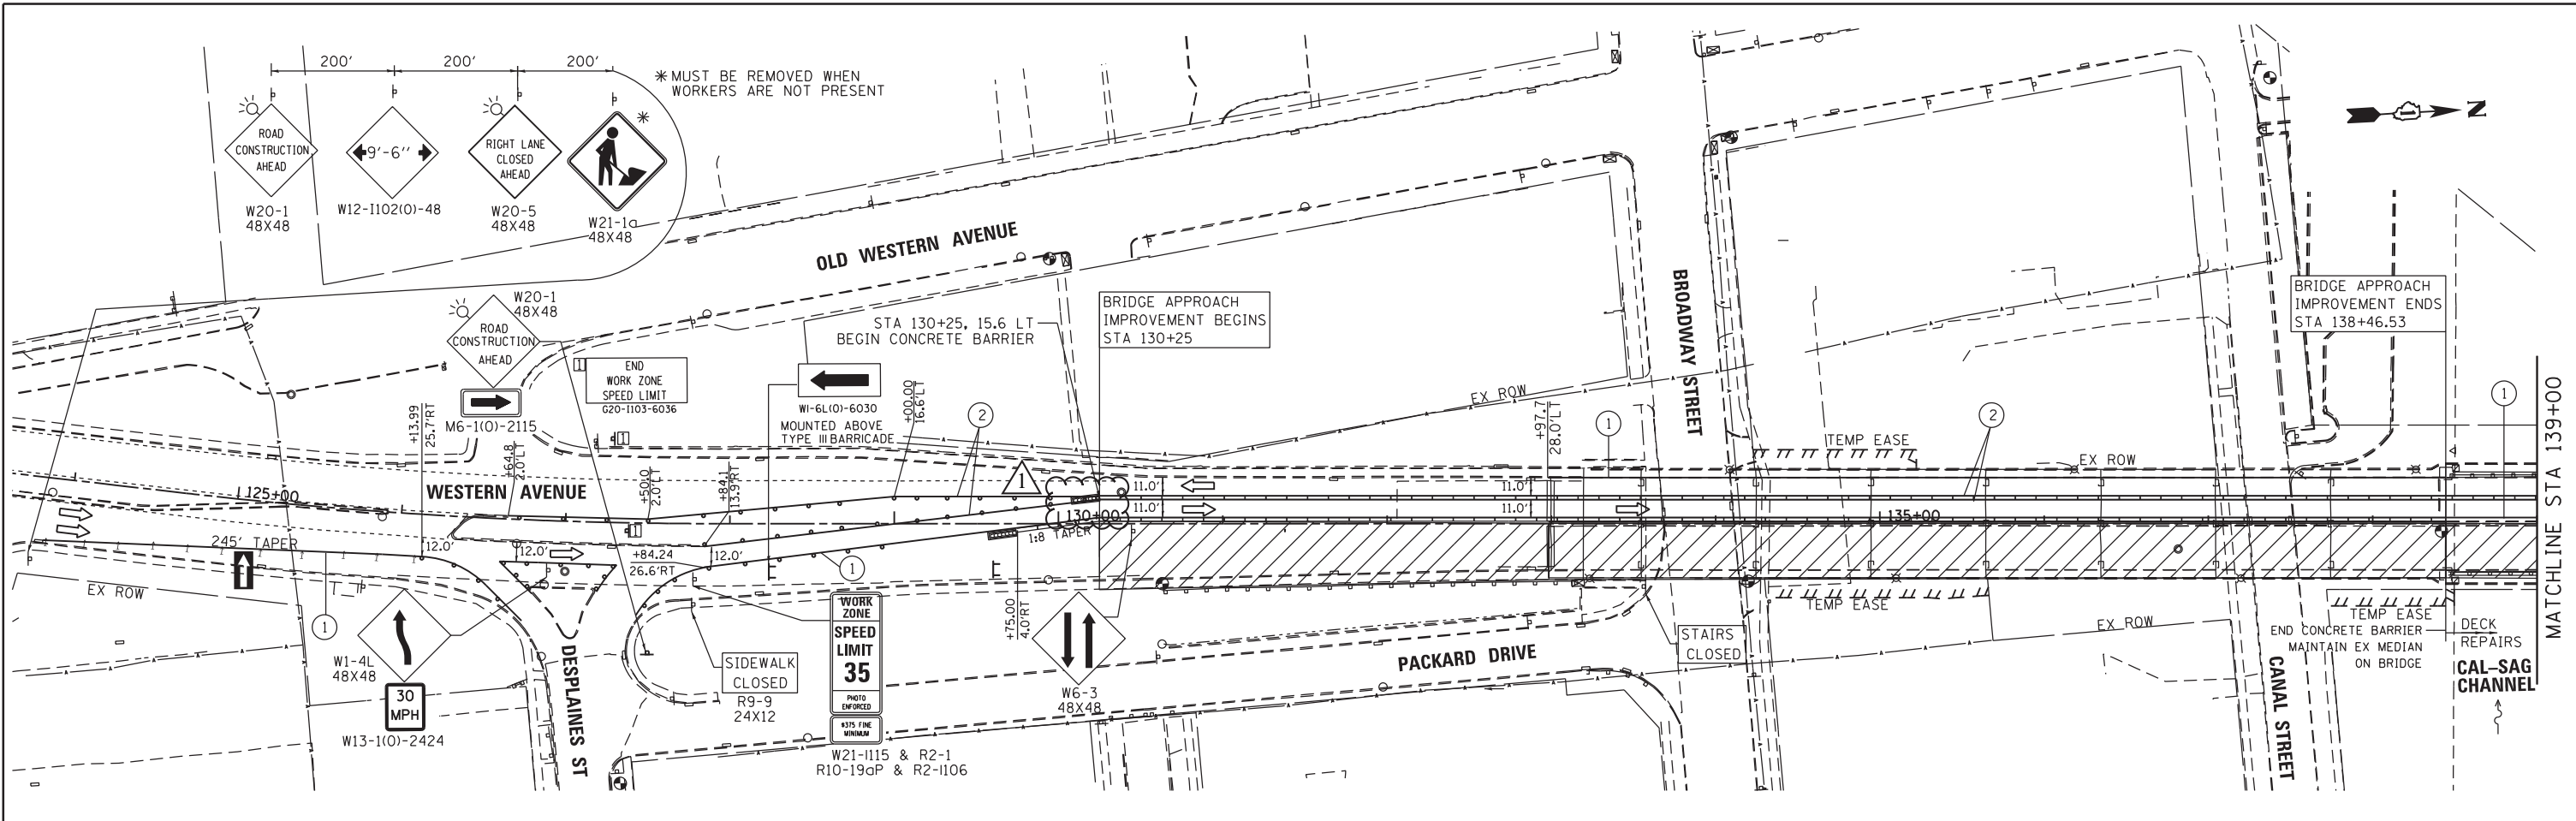 200'
200'
200'
* MUST BE REMOVED WHEN
WORKERS ARE NOT PRESENT
ROAD
CONSTRUCTION
AHEAD
W20-1
48X48
9'-6"
W12-I102(O)-48
RIGHT LANE
CLOSED
AHEAD
W20-5
48X48
*
W21-1a
48X48
N
OLD WESTERN AVENUE
W20-1
48X48
ROAD
CONSTRUCTION
AHEAD
M6-1(O)-2115
1
END
WORK ZONE
SPEED LIMIT
G20-I103-6036
1
STA 130+25, 15.6 LT
BEGIN CONCRETE BARRIER
W1-6L(O)-6030
MOUNTED ABOVE
TYPE III BARRICADE
BRIDGE APPROACH
IMPROVEMENT BEGINS
STA 130+25
BROADWAY STREET
BRIDGE APPROACH
IMPROVEMENT ENDS
STA 138+46.53
MATCHLINE STA 139+00
+13.99
25.7'RT
+64.8
2.0'LT
+50.0
2.0'LT
+84.1
13.9'RT
+00.00
16.6'LT
2
1
EX ROW
+97.7
28.0'LT
1
TEMP EASE
2
EX ROW
1
125+00
WESTERN AVENUE
130+00
11.0'
11.0'
11.0'
11.0'
135+00
245' TAPER
12.0'
12.0'
1
+84.24
26.6'RT
12.0'
1
1:8 TAPER
+75.00
4.0'RT
EX ROW
1
W1-4L
48X48
30
MPH
W13-1(O)-2424
DESPLAINES ST
SIDEWALK
CLOSED
R9-9
24X12
WORK
ZONE
SPEED
LIMIT
35
PHOTO
ENFORCED
$375 FINE
MINIMUM
W21-I115 & R2-1
R10-19aP & R2-I106
W6-3
48X48
PACKARD DRIVE
STAIRS
CLOSED
TEMP EASE
EX ROW
CANAL STREET
TEMP EASE
END CONCRETE BARRIER
MAINTAIN EX MEDIAN
ON BRIDGE
DECK
REPAIRS
CAL-SAG
CHANNEL